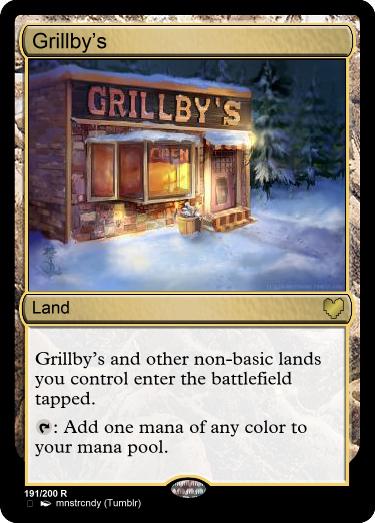 Grillby's
GRILLBY'S
OPEN
Land
Grillby's and other non-basic lands
you control enter the battlefield
tapped.
: Add one mana of any color to
your mana pool.
191/200 R
mnstrcndy (Tumblr)